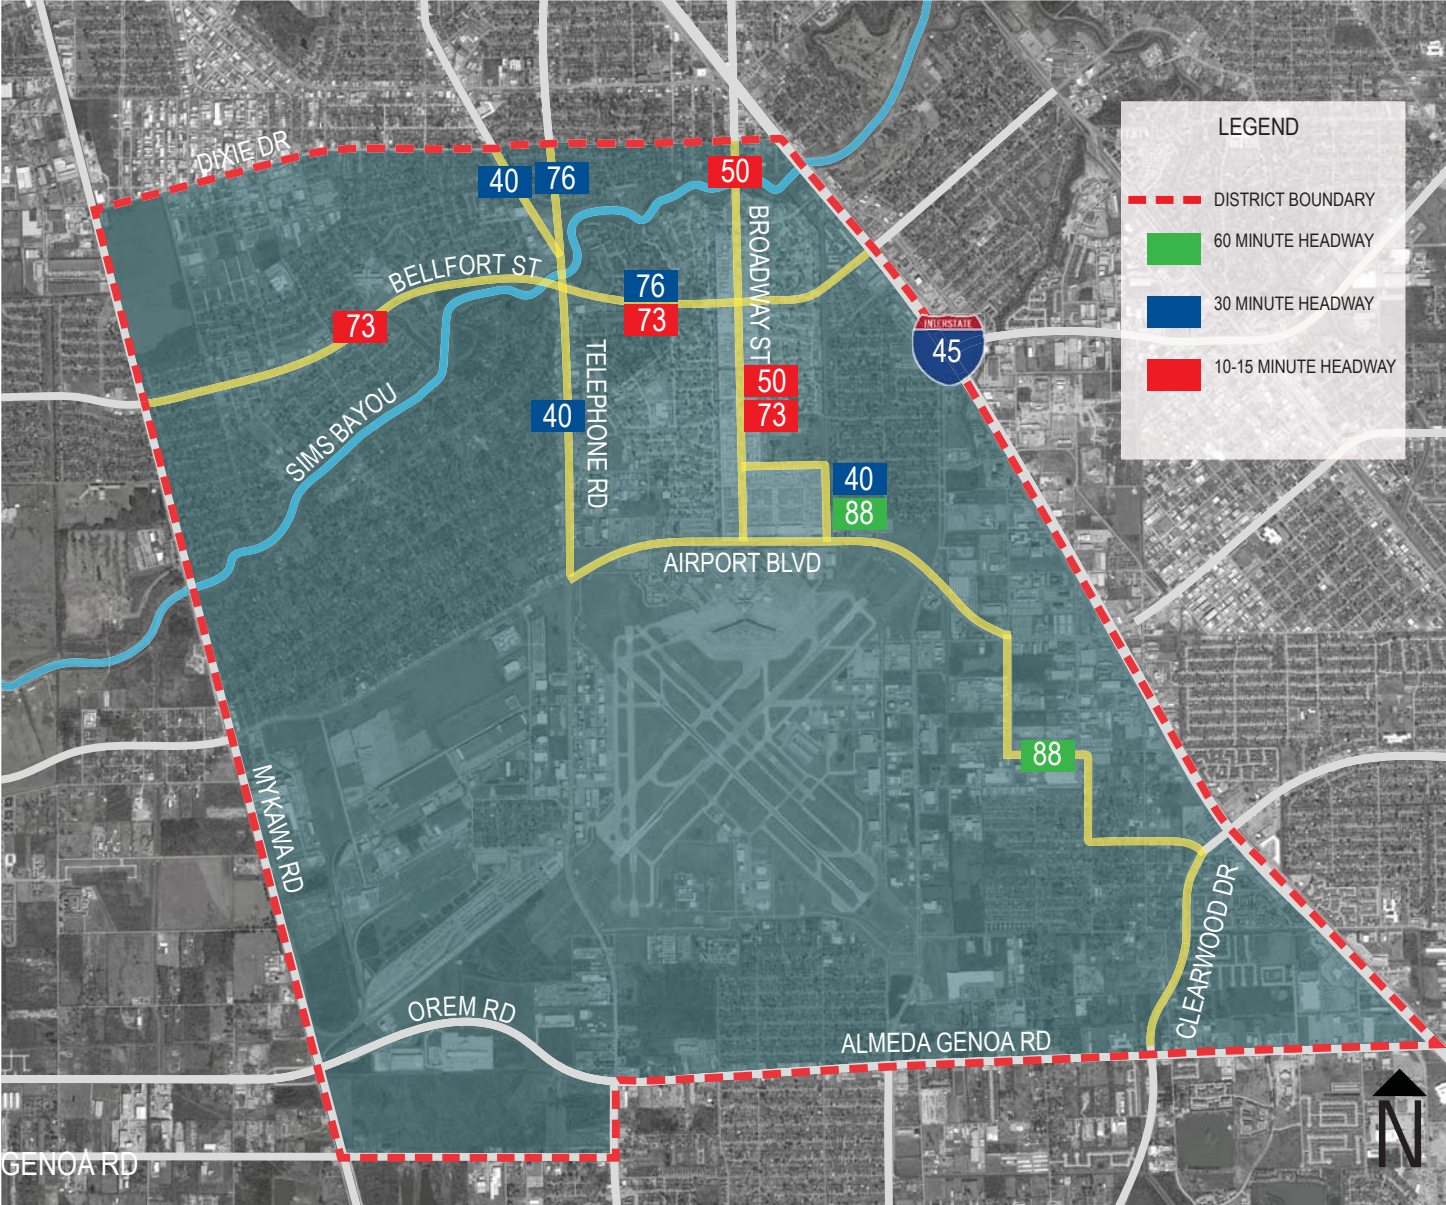 DIXIE DR
LEGEND
DISTRICT BOUNDARY
60 MINUTE HEADWAY
30 MINUTE HEADWAY
10-15 MINUTE HEADWAY
40
76
50
BROADWAY ST
BELLFORT ST
76
73
73
INTERSTATE
45
TELEPHONE RD
50
73
SIMS BAYOU
40
40
88
AIRPORT BLVD
88
MYKAWA RD
CLEARWOOD DR
OREM RD
ALMEDA GENOA RD
N
GENOA RD